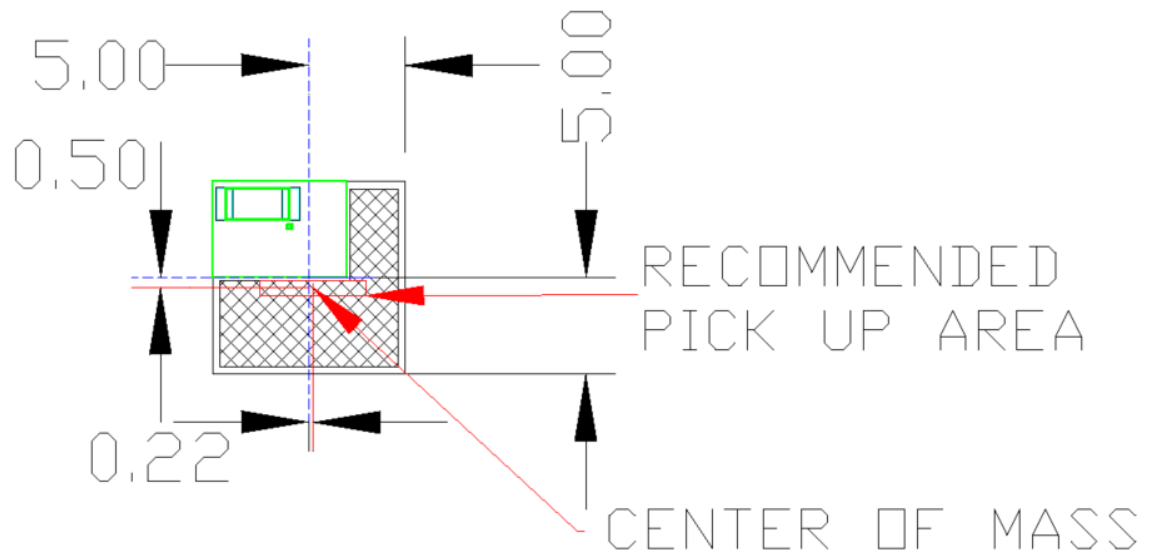 5.00
5.00
0.50
RECOMMENDED
PICK UP AREA
0.22
CENTER OF MASS